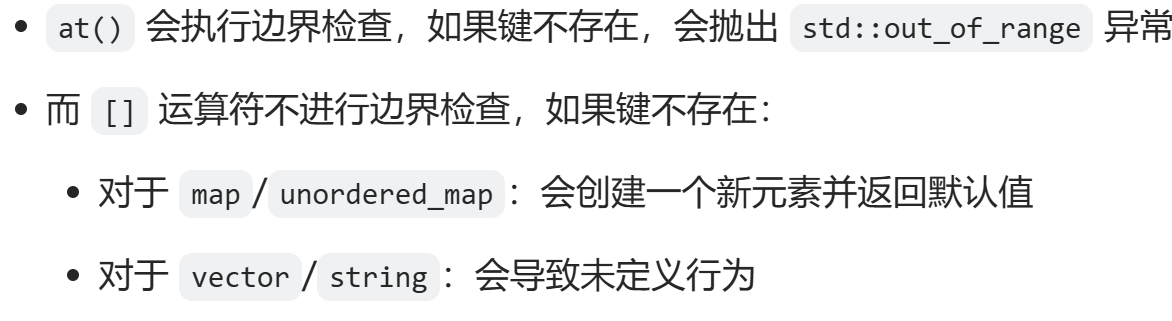 at() 会执行边界检查，如果键不存在，会抛出 std::out_of_range 异常
而 [] 运算符不进行边界检查，如果键不存在：
对于 map/unordered_map：会创建一个新元素并返回默认值
对于 vector/string：会导致未定义行为